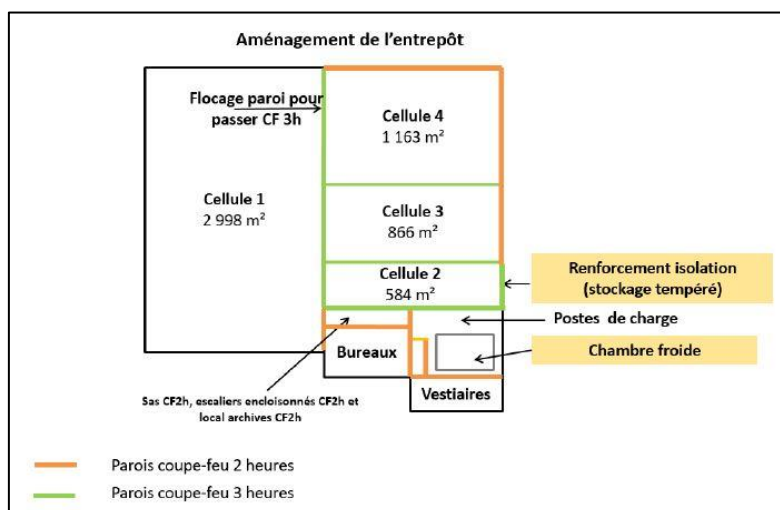 Aménagement de l'entrepôt
Flocage paroi pour
passer CF 3h
Cellule 4
1 163 m²
Cellule 1
2 998 m²
Cellule 3
866 m²
Cellule 2
584 m²
Renforcement isolation
(stockage tempéré)
Postes de charge
Bureaux
Chambre froide
Vestiaires
Sas CF2h, escaliers encloisonnés CF2h et
local archives CF2h
Parois coupe-feu 2 heures
Parois coupe-feu 3 heures